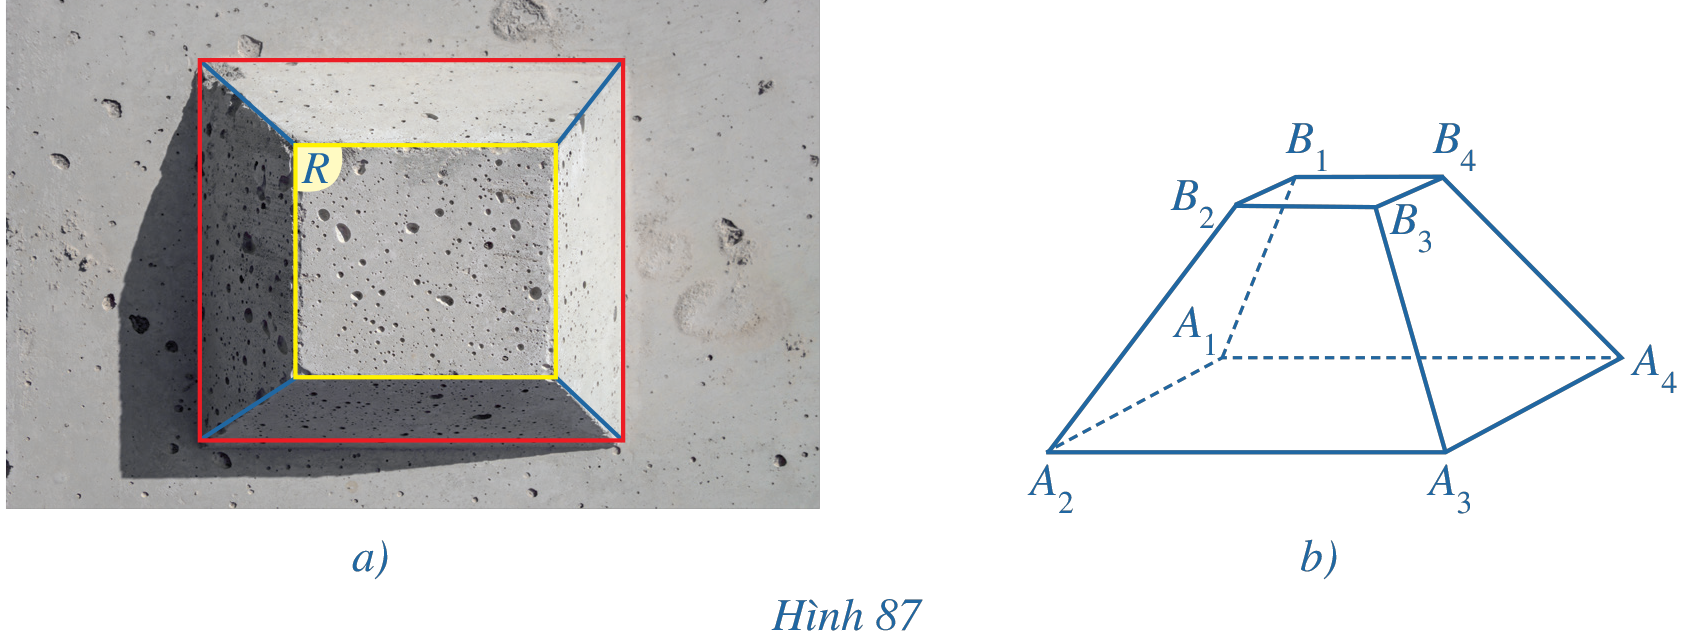 R
B₁ B₄
B₂ B₃
A₁ A₄
A₂ A₃
a) b)
Hình 87